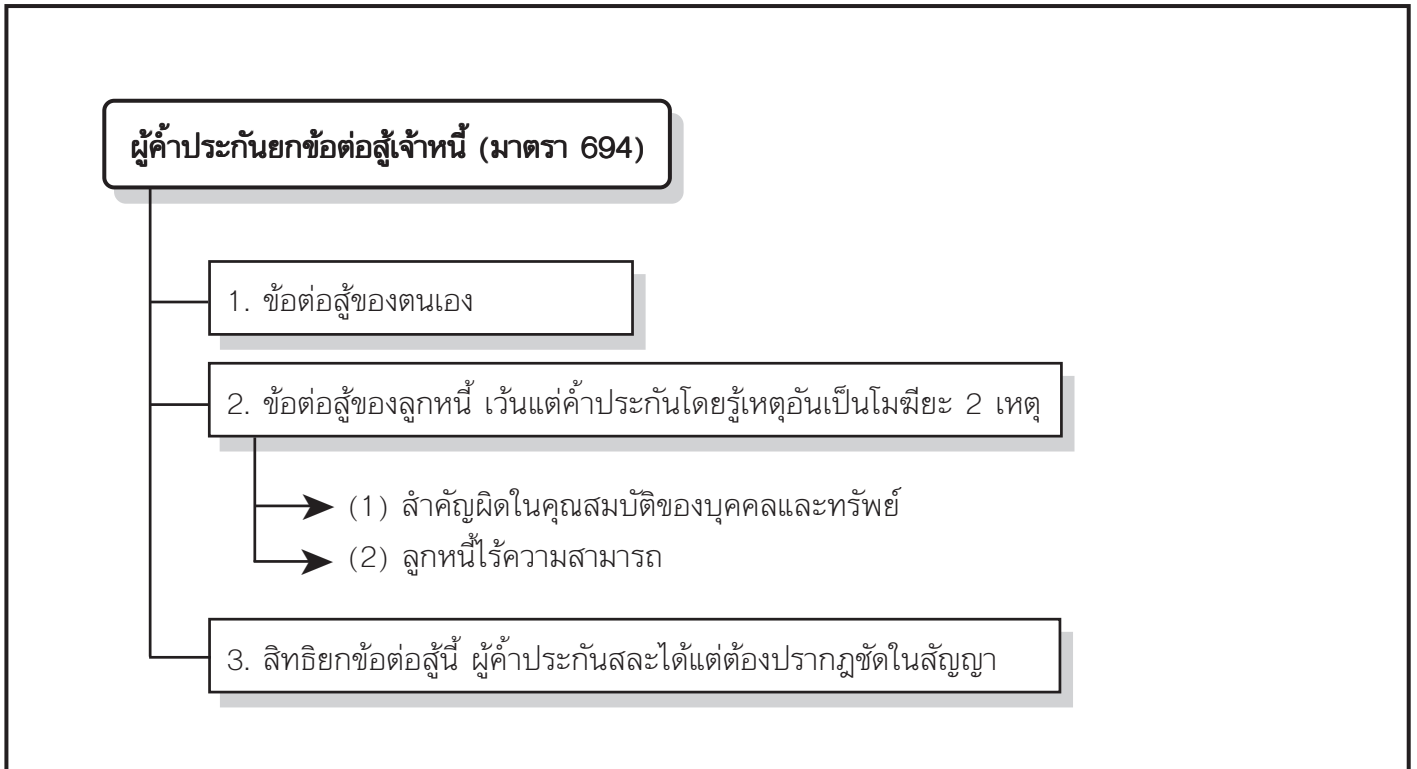 ผู้ค้ำประกันยกข้อต่อสู้เจ้าหนี้ (มาตรา 694)
1. ข้อต่อสู้ของตนเอง
2. ข้อต่อสู้ของลูกหนี้ เว้นแต่ค้ำประกันโดยรู้เหตุอันเป็นโมฆียะ 2 เหตุ
(1) สำคัญผิดในคุณสมบัติของบุคคลและทรัพย์
(2) ลูกหนี้ไร้ความสามารถ
3. สิทธิยกข้อต่อสู้นี้ ผู้ค้ำประกันสละได้แต่ต้องปรากฏชัดในสัญญา